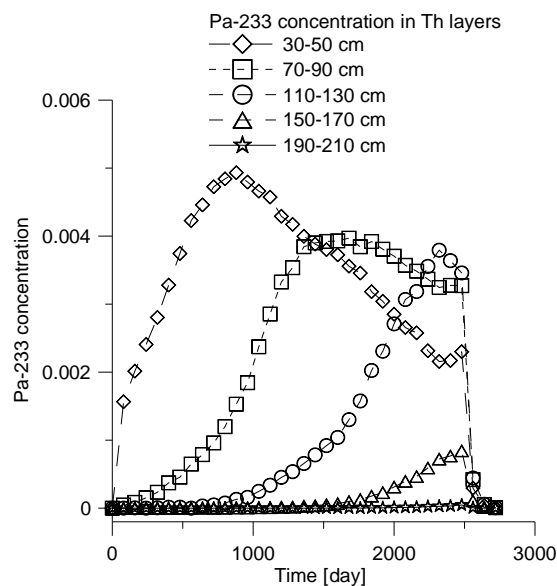 Pa-233 concentration in Th layers
30-50 cm
70-90 cm
110-130 cm
150-170 cm
190-210 cm
0.006
0.004
0.002
0
Pa-233 concentration
0
1000
2000
3000
Time [day]